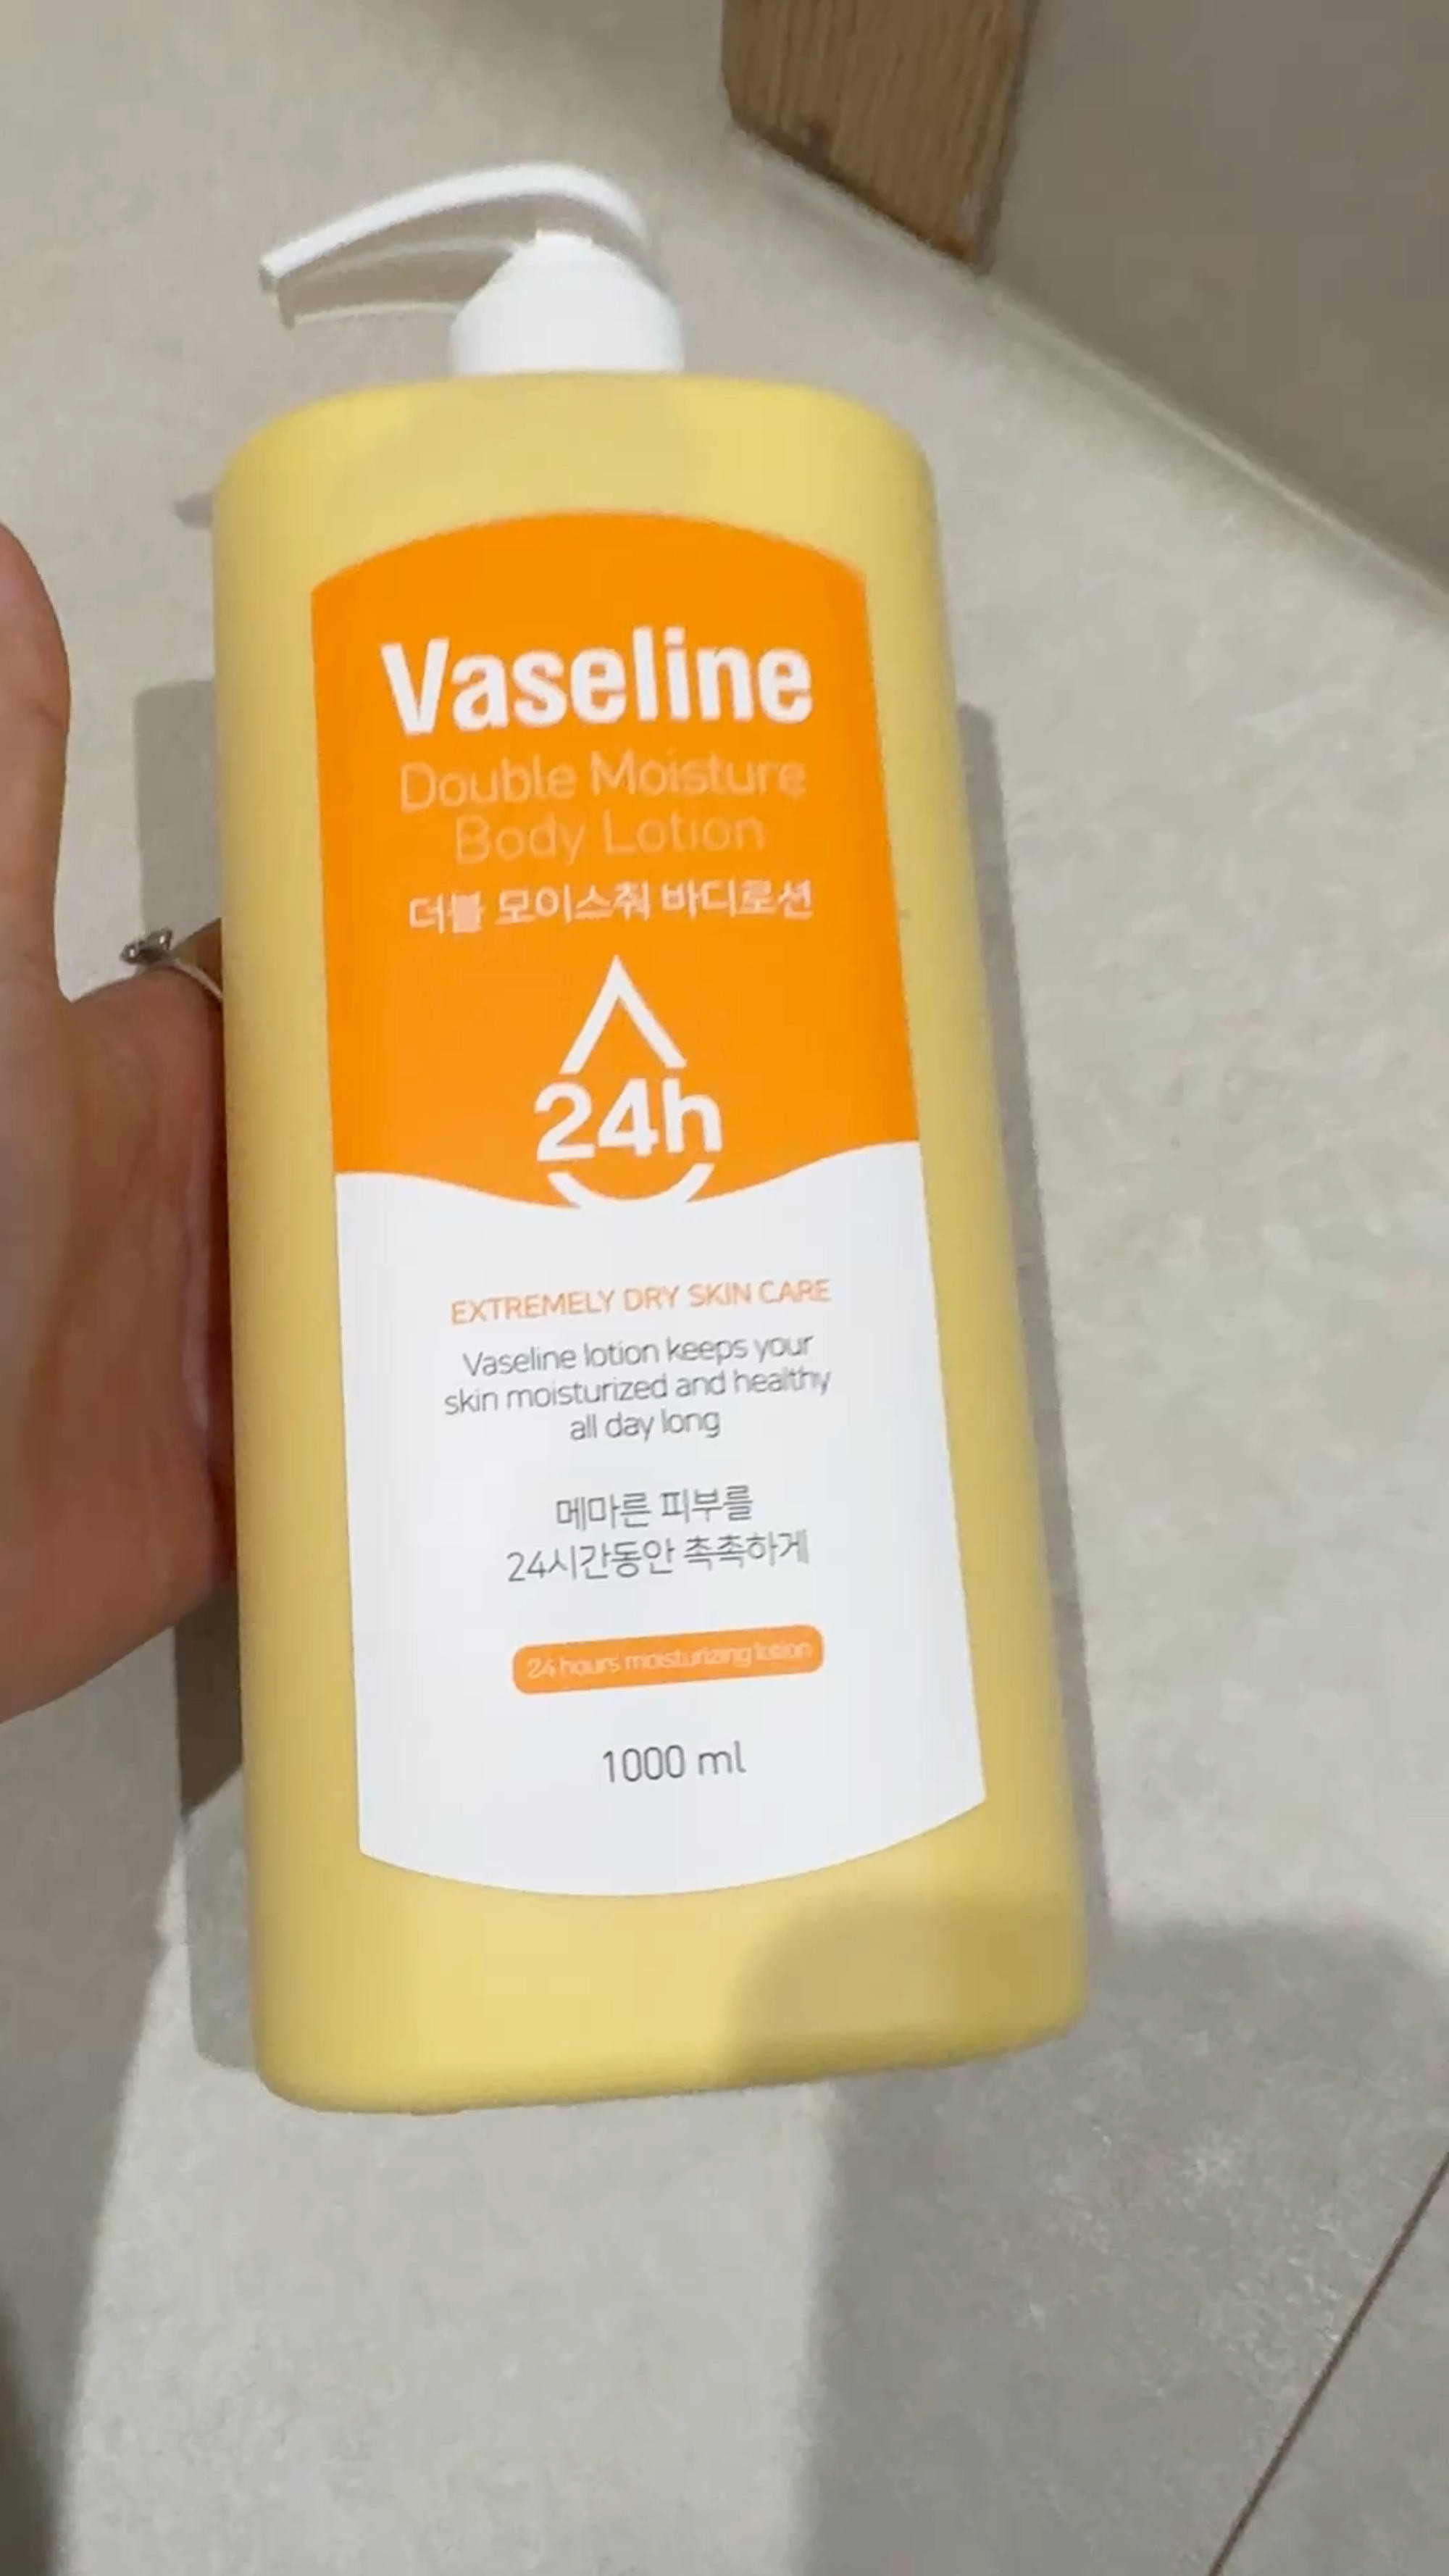 Vaseline
Double Moisture
Body Lotion
더블 모이스춰 바디로션
24h
EXTREMELY DRY SKIN CARE
Vaseline lotion keeps your
skin moisturized and healthy
all day long
메마른 피부를
24시간동안 촉촉하게
24 hours moisturizing lotion
1000 ml